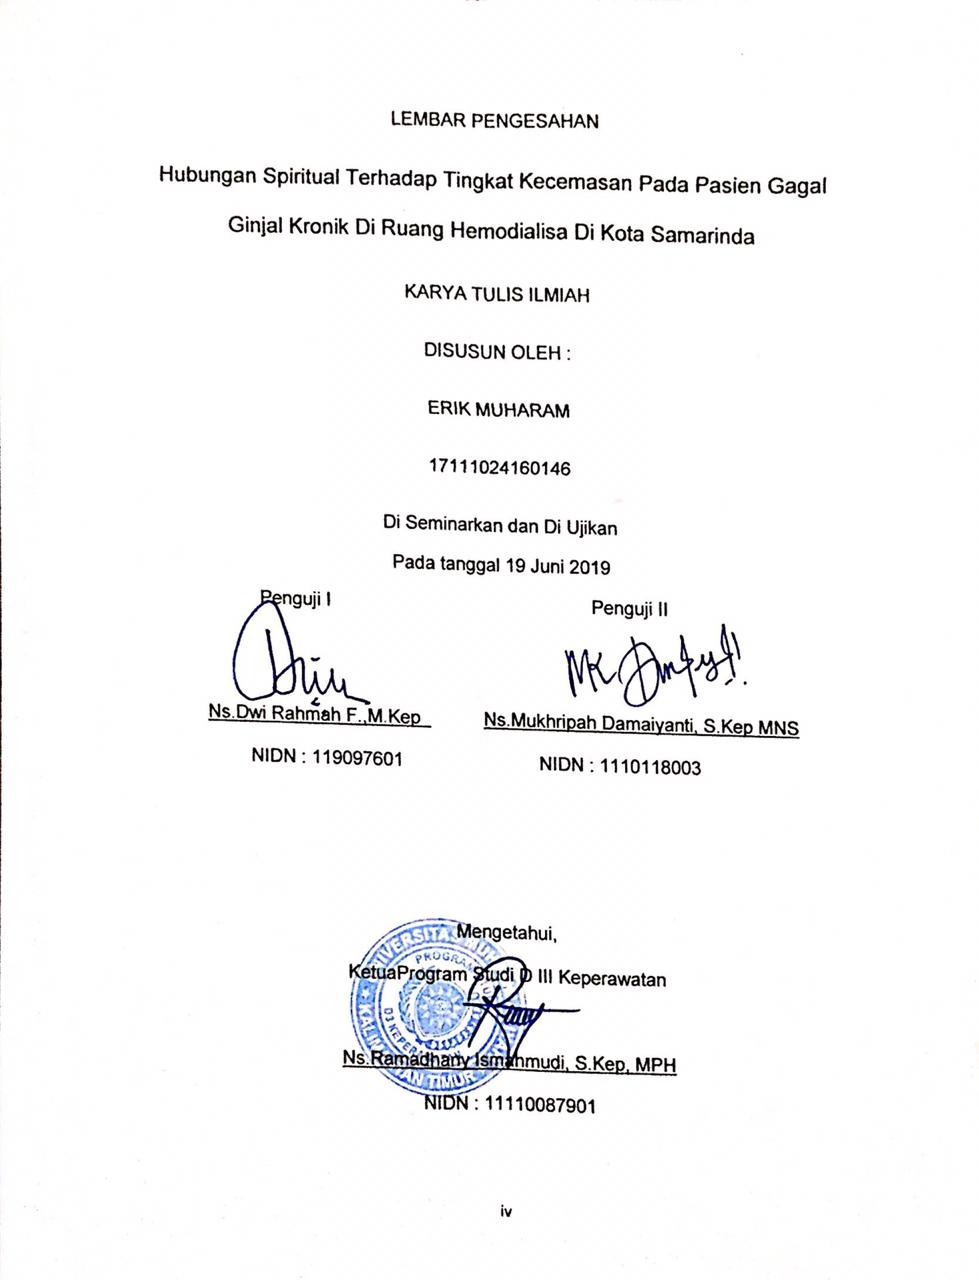 LEMBAR PENGESAHAN
Hubungan Spiritual Terhadap Tingkat Kecemasan Pada Pasien Gagal
Ginjal Kronik Di Ruang Hemodialisa Di Kota Samarinda
KARYA TULIS ILMIAH
DISUSUN OLEH :
ERIK MUHARAM
17111024160146
Di Seminarkan dan Di Ujikan
Pada tanggal 19 Juni 2019
Penguji I
Ns.Dwi Rahmah F.,M.Kep
NIDN : 119097601
Penguji II
Ns.Mukhripah Damaiyanti, S.Kep MNS
NIDN : 1110118003
Mengetahui,
KetuaProgram Studi D III Keperawatan
Ns.Ramadhany Ismahmudi, S.Kep, MPH
NIDN : 11110087901
iv